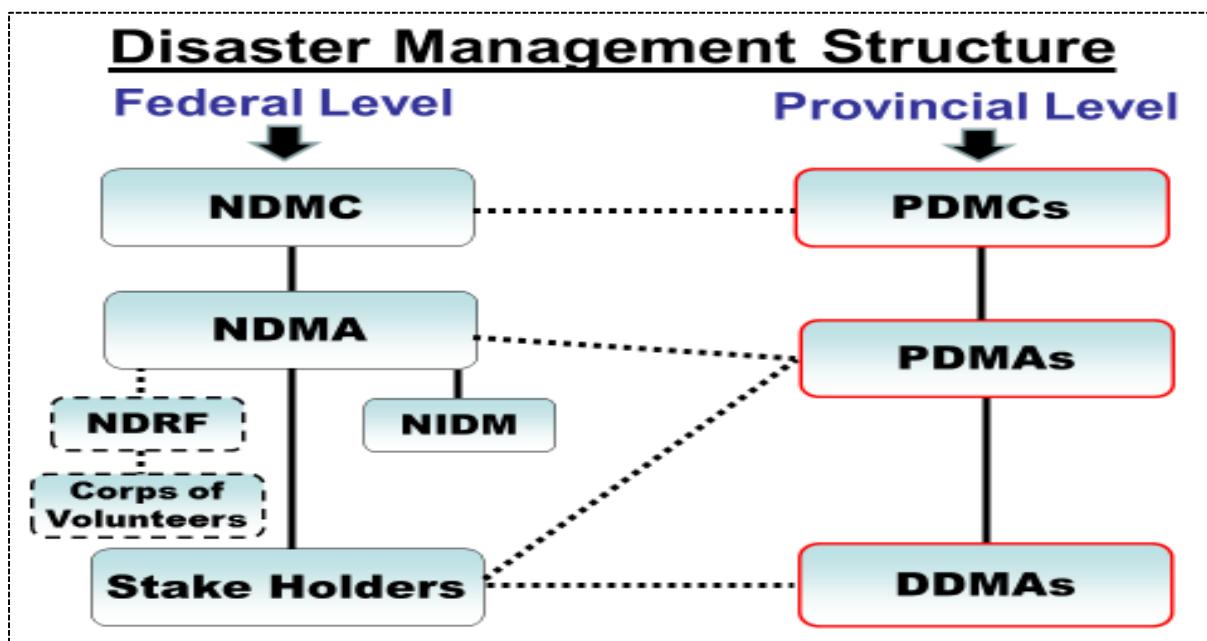 Disaster Management Structure
Federal Level
Provincial Level
NDMC
PDMCs
NDMA
PDMAs
NDRF
NIDM
Corps of
Volunteers
Stake Holders
DDMAs